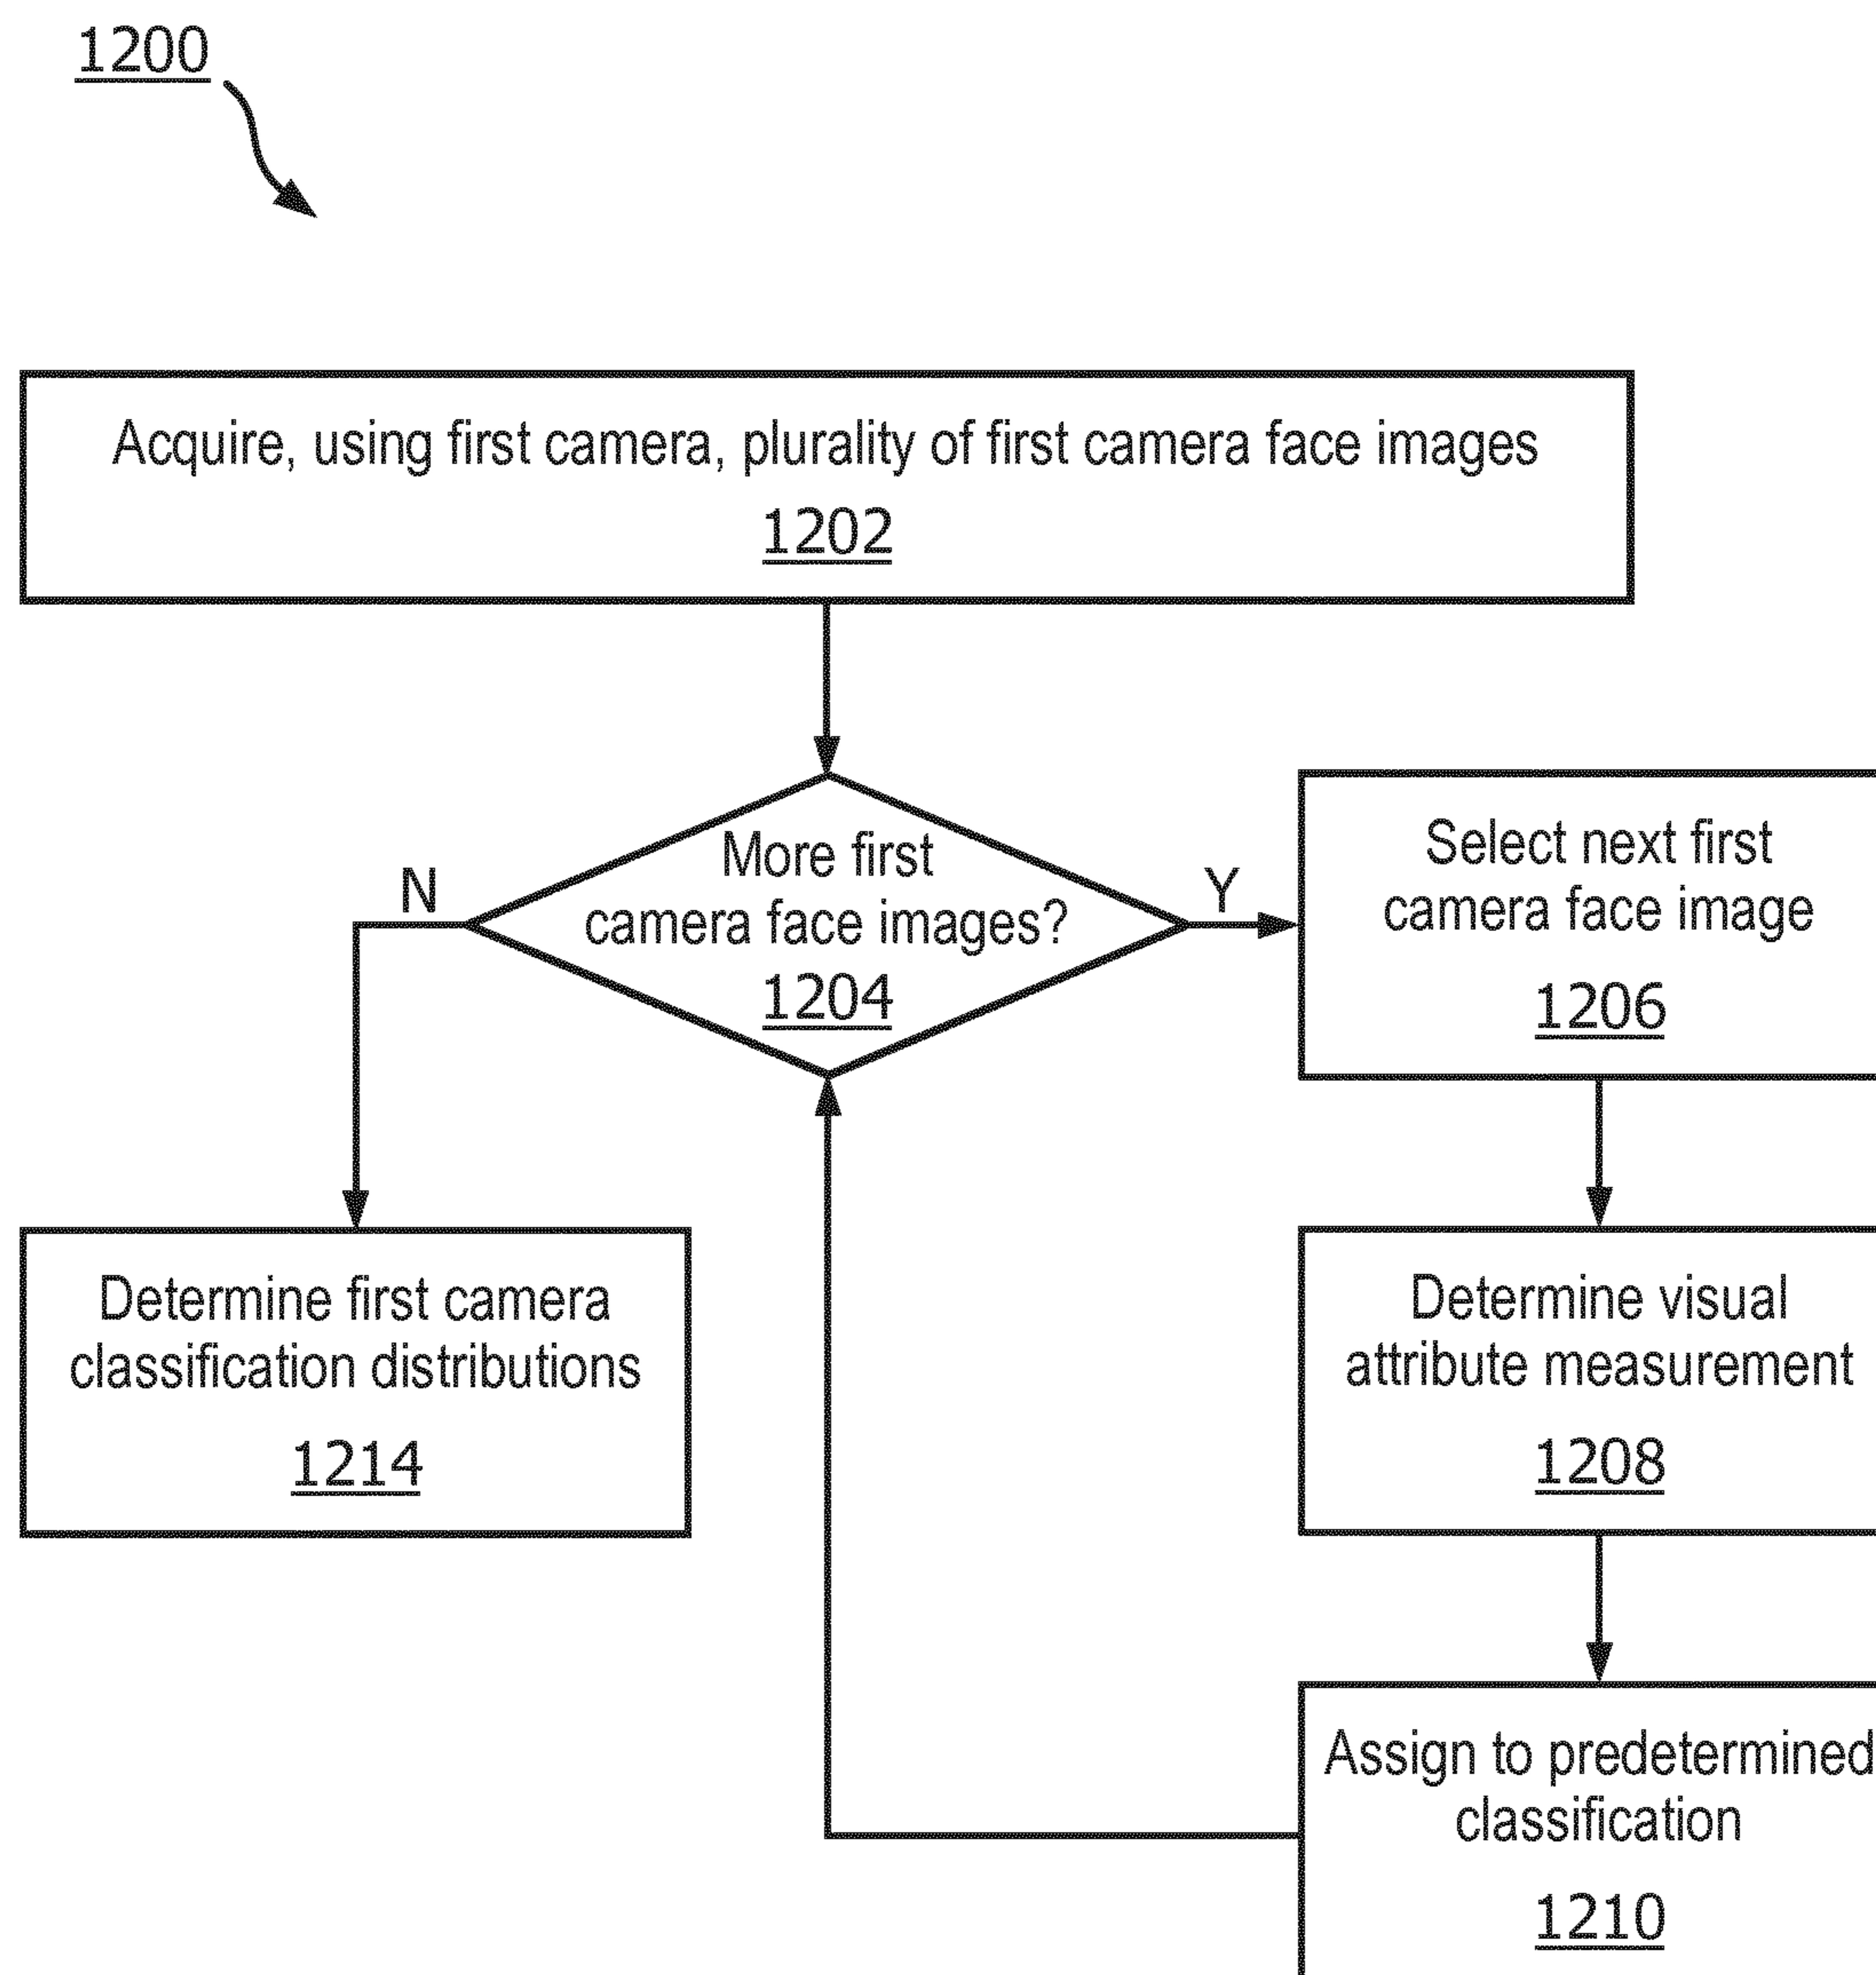 1200
Acquire, using first camera, plurality of first camera face images
1202
More first
camera face images?
1204
N
Y
Select next first
camera face image
1206
Determine first camera
classification distributions
1214
Determine visual
attribute measurement
1208
Assign to predetermined
classification
1210